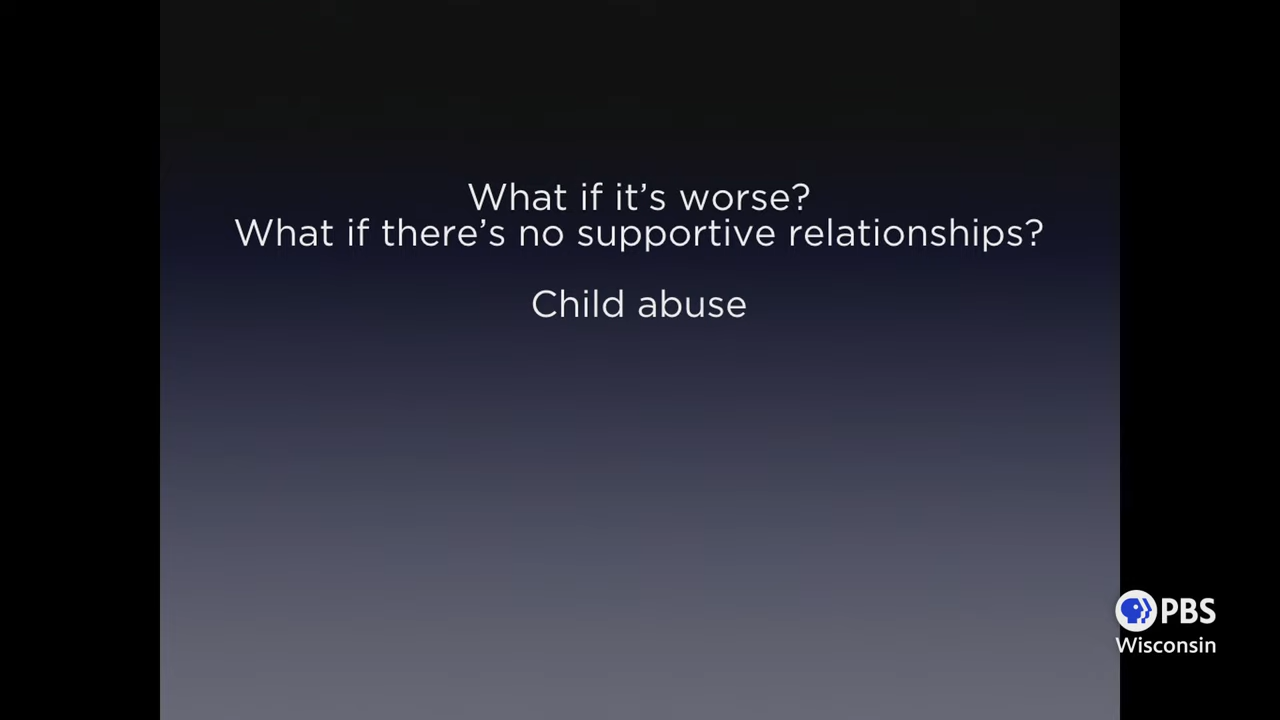 What if it’s worse?
What if there’s no supportive relationships?
Child abuse
PBS
Wisconsin